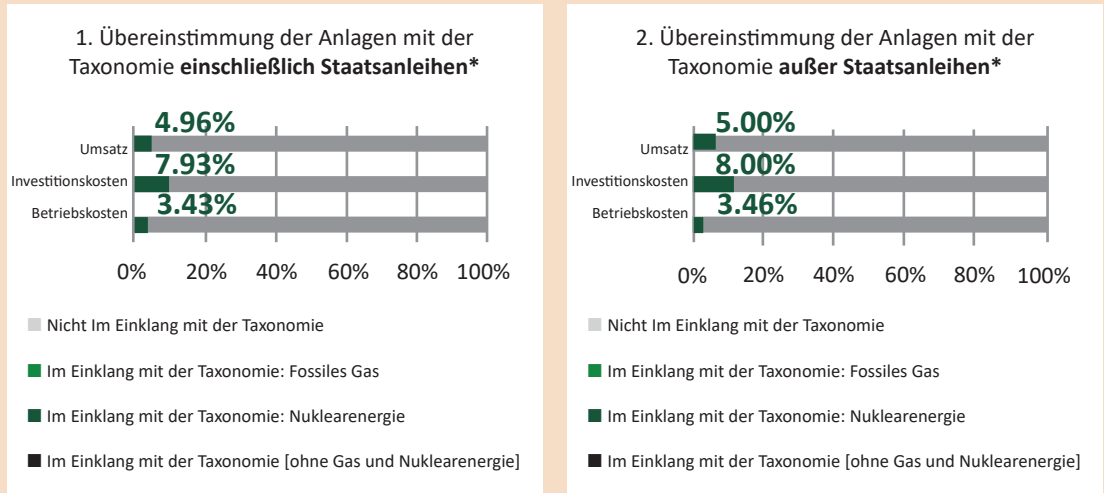 1. Übereinstimmung der Anlagen mit der
Taxonomie einschließlich Staatsanleihen*
4.96%
Umsatz
7.93%
Investitionskosten
3.43%
Betriebskosten
0% 20% 40% 60% 80% 100%
Nicht Im Einklang mit der Taxonomie
Im Einklang mit der Taxonomie: Fossiles Gas
Im Einklang mit der Taxonomie: Nuklearenergie
Im Einklang mit der Taxonomie [ohne Gas und Nuklearenergie]
2. Übereinstimmung der Anlagen mit der
Taxonomie außer Staatsanleihen*
5.00%
Umsatz
8.00%
Investitionskosten
3.46%
Betriebskosten
0% 20% 40% 60% 80% 100%
Nicht Im Einklang mit der Taxonomie
Im Einklang mit der Taxonomie: Fossiles Gas
Im Einklang mit der Taxonomie: Nuklearenergie
Im Einklang mit der Taxonomie [ohne Gas und Nuklearenergie]